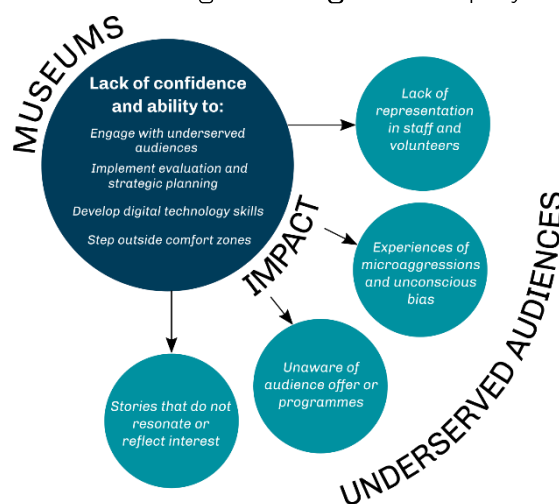 MUSEUMS
Lack of confidence
and ability to:
Engage with underserved
audiences
Implement evaluation and
strategic planning
Develop digital technology skills
Step outside comfort zones
IMPACT
Lack of
representation
in staff and
volunteers
Experiences of
microaggressions
and unconscious
bias
Unaware of
audience offer or
programmes
Stories that do not
resonate or
reflect interest
UNDERSERVED AUDIENCES